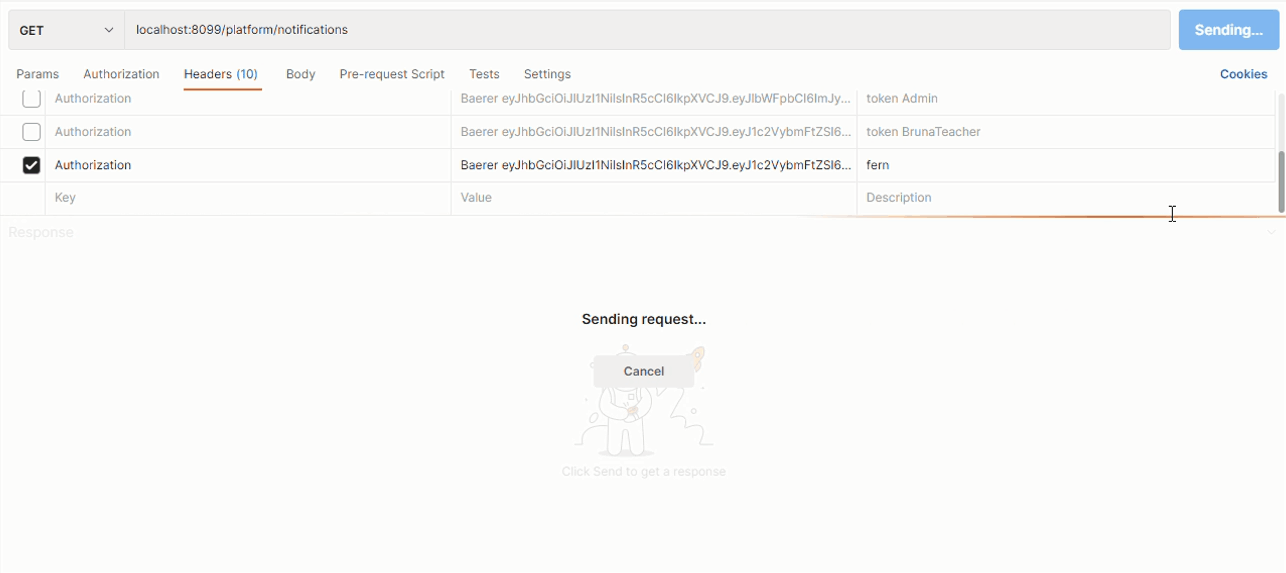 GET localhost:8099/platform/notifications Sending...
Params Authorization Headers (10) Body Pre-request Script Tests Settings Cookies
Authorization Baerer eyJhbGciOiJIUzI1NiIsInR5cCI6IkpXVCJ9.eyJlbWFpbCI6ImJy... token Admin
Authorization Baerer eyJhbGciOiJIUzI1NiIsInR5cCI6IkpXVCJ9.eyJ1c2VybmFtZSI6... token BrunaTeacher
Authorization Baerer eyJhbGciOiJIUzI1NiIsInR5cCI6IkpXVCJ9.eyJ1c2VybmFtZSI6... fern
Key Value Description
Response
Sending request...
Cancel
Click Send to get a response